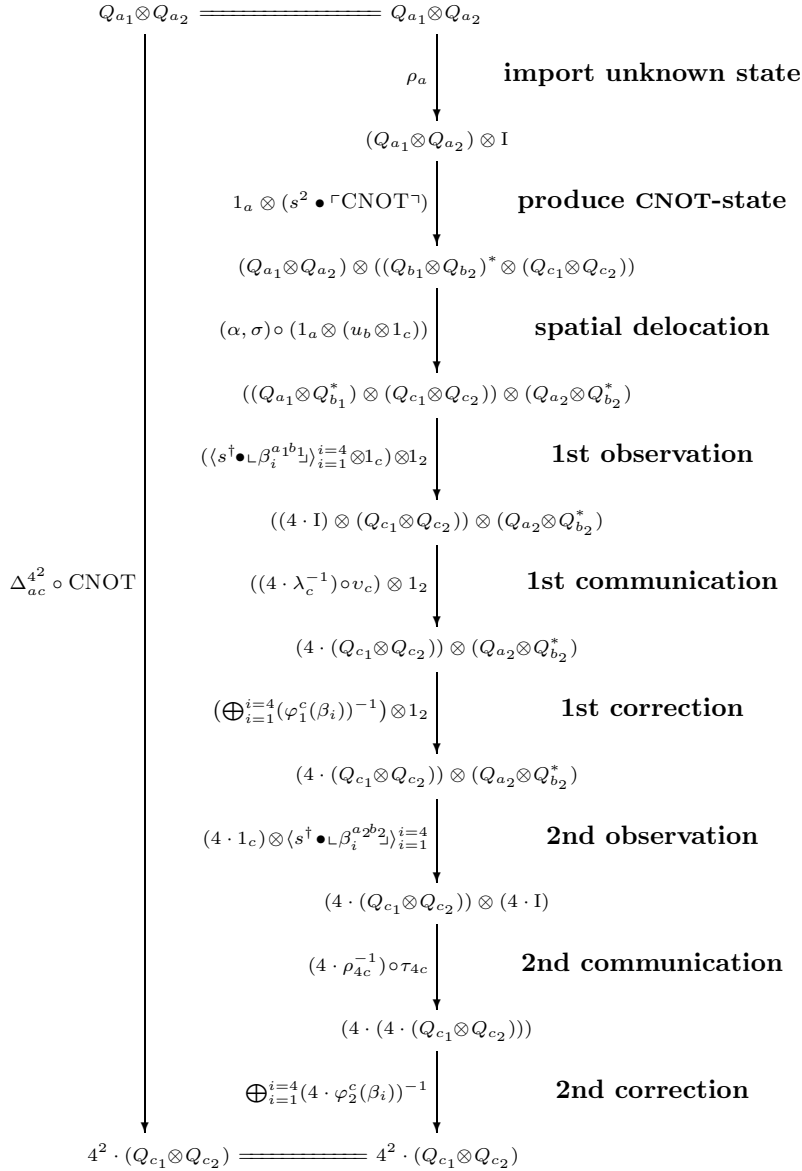 Q_{a_1}⊗Q_{a_2} ══════ Q_{a_1}⊗Q_{a_2}
ρ_a import unknown state
(Q_{a_1}⊗Q_{a_2}) ⊗ I
1_a ⊗ (s^2 • ⌜CNOT⌝) produce CNOT-state
(Q_{a_1}⊗Q_{a_2}) ⊗ ((Q_{b_1}⊗Q_{b_2})^* ⊗ (Q_{c_1}⊗Q_{c_2}))
(α, σ)∘ (1_a ⊗ (u_b⊗1_c)) spatial delocation
((Q_{a_1}⊗Q^*_{b_1}) ⊗ (Q_{c_1}⊗Q_{c_2})) ⊗ (Q_{a_2}⊗Q^*_{b_2})
(⟨s^†•⌞β_i^{a_1b_1}⌟⟩_{i=1}^{i=4}⊗1_c)⊗1_2 1st observation
((4 · I) ⊗ (Q_{c_1}⊗Q_{c_2})) ⊗ (Q_{a_2}⊗Q^*_{b_2})
Δ_{ac}^{4^2} ∘ CNOT ((4 · λ_c^{-1})∘υ_c) ⊗ 1_2 1st communication
(4 · (Q_{c_1}⊗Q_{c_2})) ⊗ (Q_{a_2}⊗Q^*_{b_2})
(⊕_{i=1}^{i=4}(φ_1^c(β_i))^{-1})⊗1_2 1st correction
(4 · (Q_{c_1}⊗Q_{c_2})) ⊗ (Q_{a_2}⊗Q^*_{b_2})
(4 · 1_c)⊗⟨s^†•⌞β_i^{a_2b_2}⌟⟩_{i=1}^{i=4} 2nd observation
(4 · (Q_{c_1}⊗Q_{c_2})) ⊗ (4 · I)
(4 · ρ_{4c}^{-1})∘τ_{4c} 2nd communication
(4 · (4 · (Q_{c_1}⊗Q_{c_2})))
⊕_{i=1}^{i=4}(4 · φ_2^c(β_i))^{-1} 2nd correction
4^2 · (Q_{c_1}⊗Q_{c_2}) ══════ 4^2 · (Q_{c_1}⊗Q_{c_2})